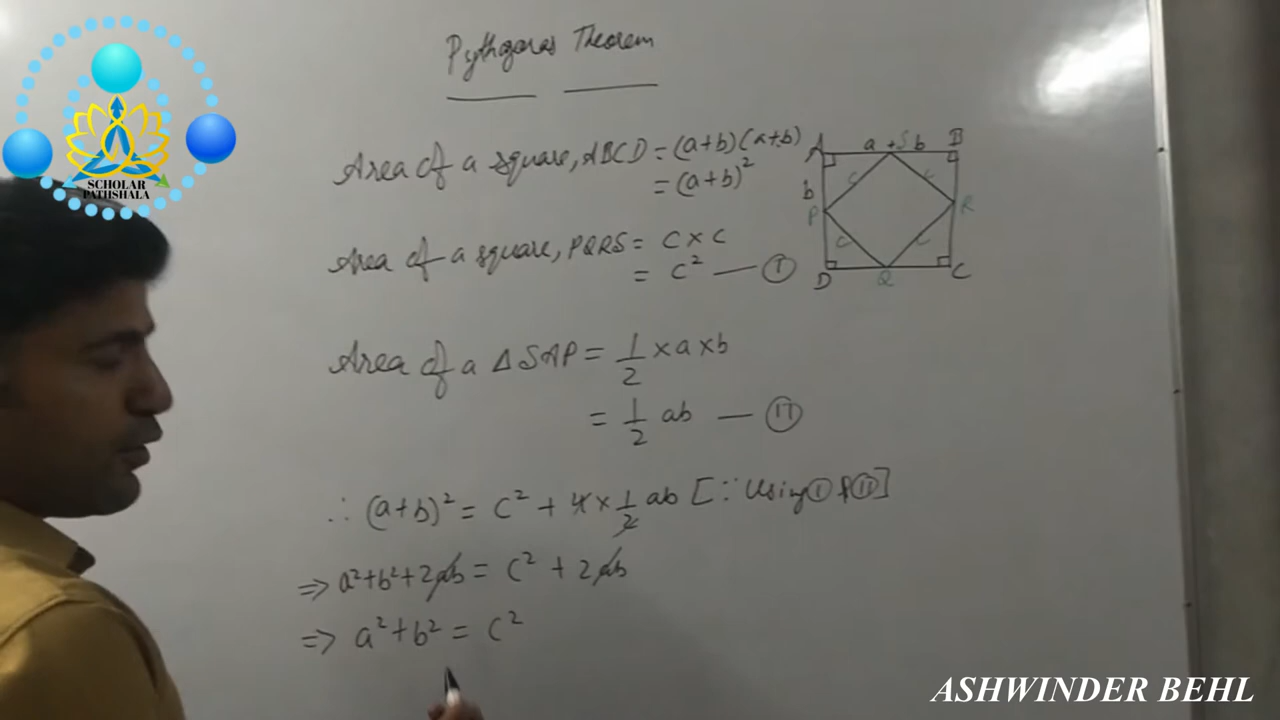 SCHOLAR
PATHSHALA
Pythgoras Theorem
Area of a square, ABCD = (a+b)(a+b)
= (a+b)²
Area of a square, PQRS = C × C
= C² — Ⓘ
Area of a ΔSAP = 1/2 × a × b
= 1/2 ab — ⒾⒾ
∴ (a+b)² = C² + 4 × 1/2 ab [∵ Using Ⓘ & ⒾⒾ]
⇒ a²+b²+2ab = C² + 2ab
⇒ a²+b² = C²
A a + S b B
b c c
P R
c c
D Q C
ASHWINDER BEHL